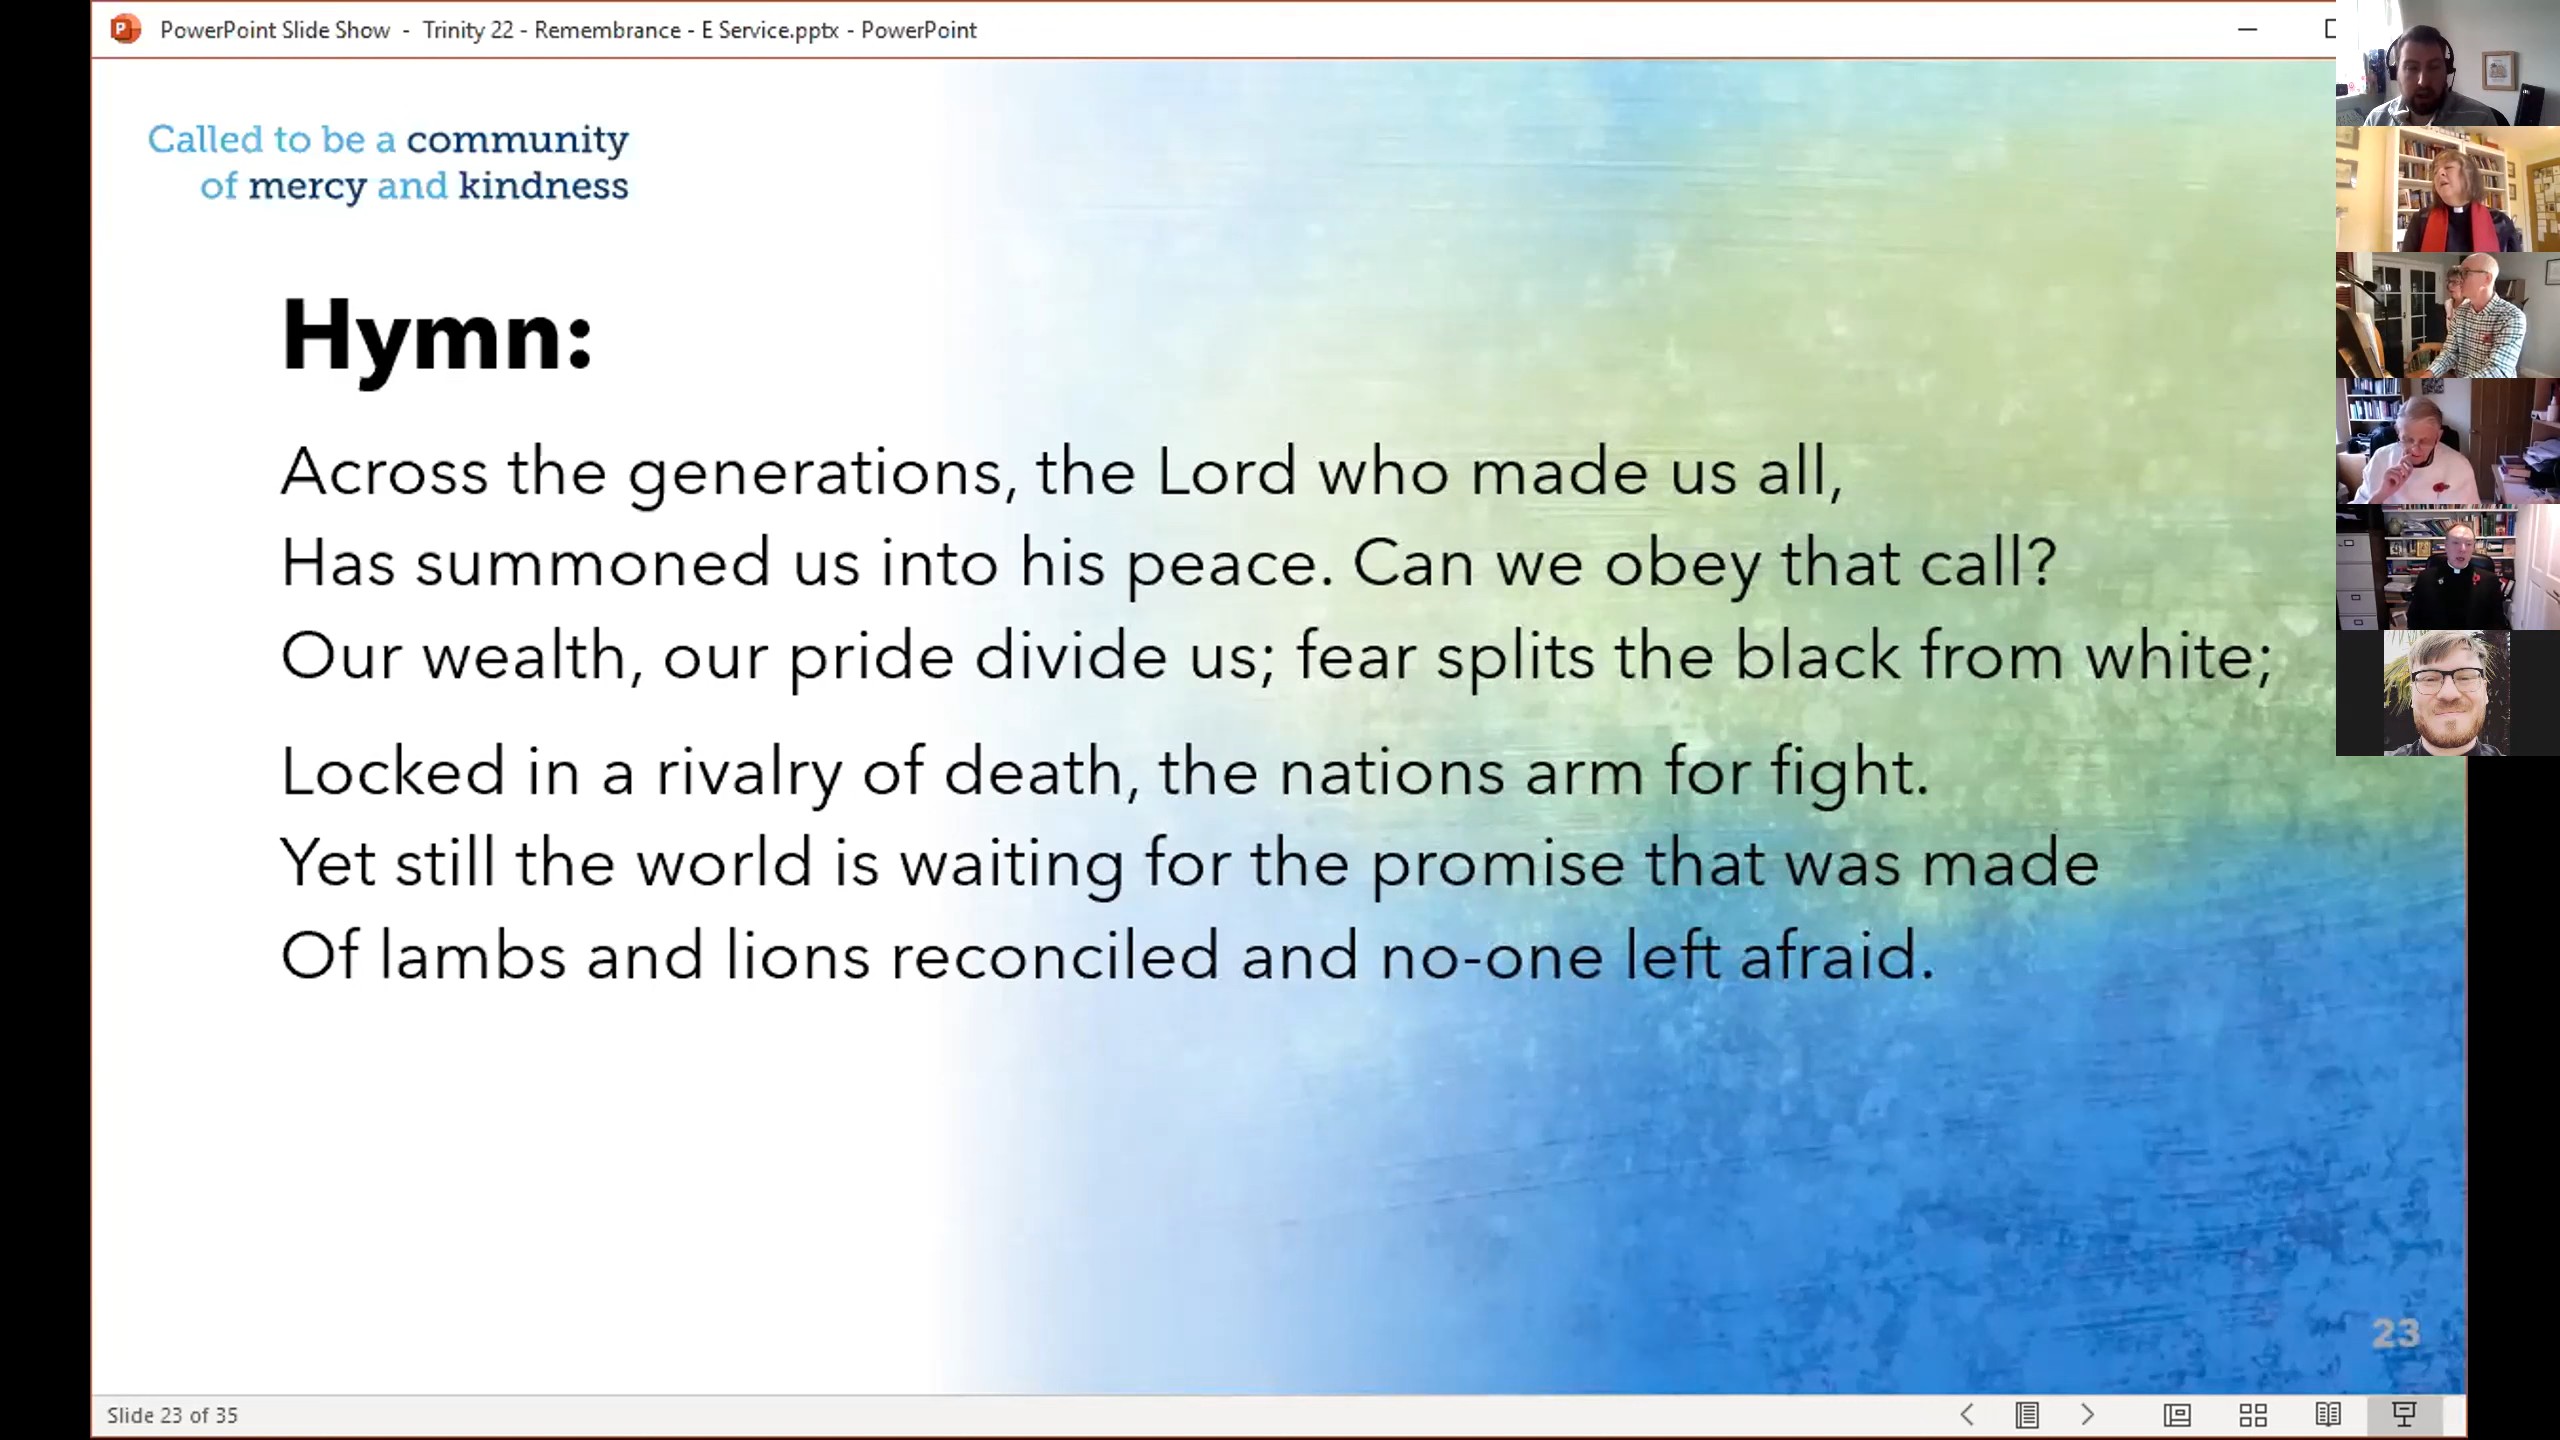 PowerPoint Slide Show - Trinity 22 - Remembrance - E Service.pptx - PowerPoint
Called to be a community
of mercy and kindness
Hymn:
Across the generations, the Lord who made us all,
Has summoned us into his peace. Can we obey that call?
Our wealth, our pride divide us; fear splits the black from white;
Locked in a rivalry of death, the nations arm for fight.
Yet still the world is waiting for the promise that was made
Of lambs and lions reconciled and no-one left afraid.
23
Slide 23 of 35